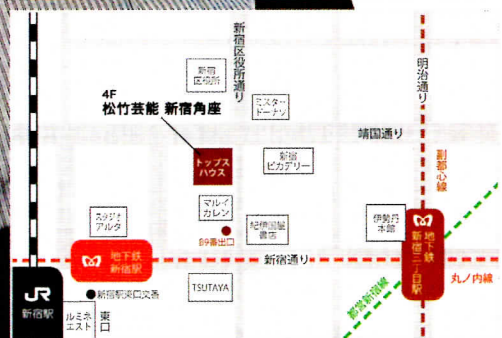 新宿区役所通り
明治通り
新宿
区役所
4F
松竹芸能 新宿角座
ミスター
ドーナツ
靖国通り
トップス
ハウス
新宿
ピカデリー
副都心線
スタジオ
アルタ
マルイ
カレン
B9番出口
紀伊国屋
書店
伊勢丹
本館
地下鉄
新宿三丁目駅
地下鉄
新宿駅
新宿通り
丸ノ内線
JR
新宿駅
新宿駅東口交番
ルミネ
エスト
東口
TSUTAYA
都営新宿線